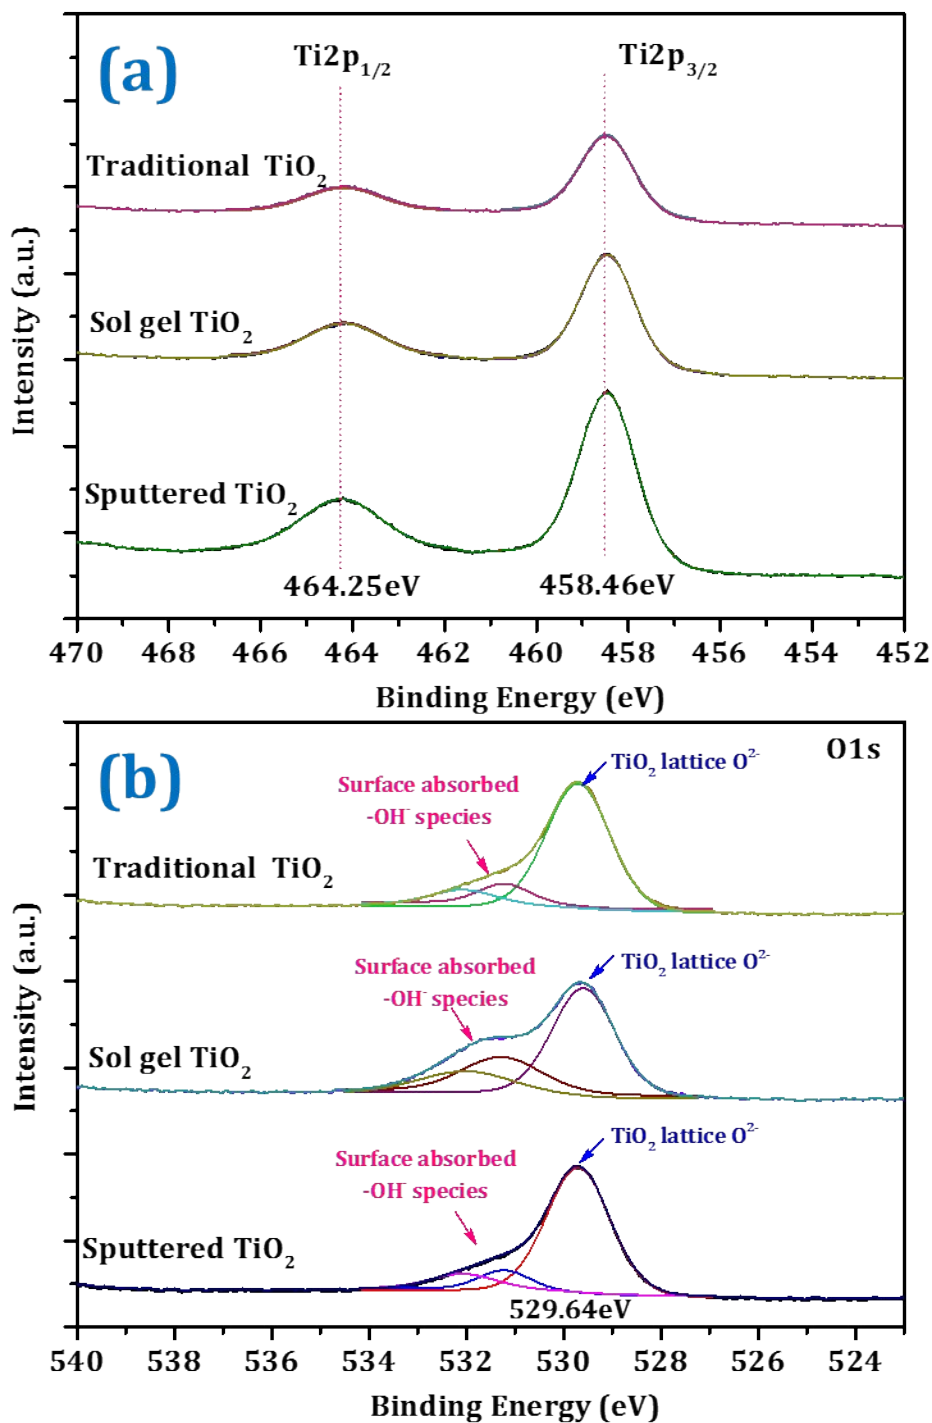 (a)
Ti2p1/2
Ti2p3/2
Traditional TiO2
Sol gel TiO2
Sputtered TiO2
464.25eV
458.46eV
Intensity (a.u.)
470 468 466 464 462 460 458 456 454 452
Binding Energy (eV)
(b)
O1s
TiO2 lattice O2-
Surface absorbed
-OH- species
Traditional TiO2
TiO2 lattice O2-
Surface absorbed
-OH- species
Sol gel TiO2
TiO2 lattice O2-
Surface absorbed
-OH- species
Sputtered TiO2
529.64eV
Intensity (a.u.)
540 538 536 534 532 530 528 526 524
Binding Energy (eV)